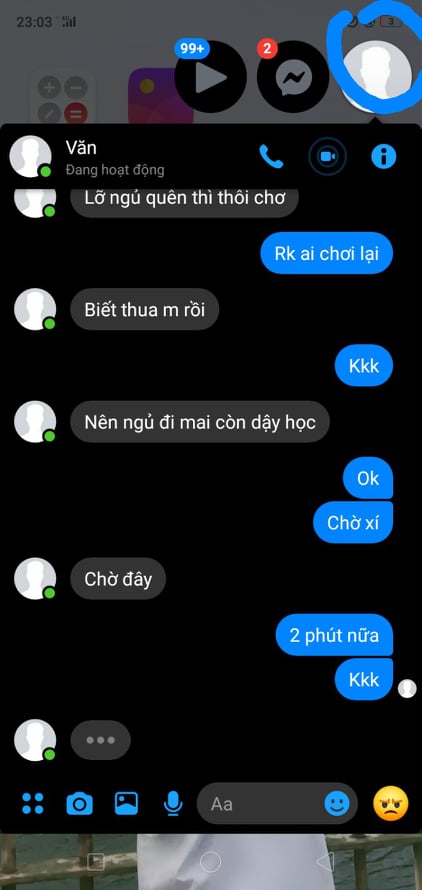 23:03
3
99+
2
Văn
Đang hoạt động
Lỡ ngủ quên thì thôi chơ
Rk ai chơi lại
Biết thua m rồi
Kkk
Nên ngủ đi mai còn dậy học
Ok
Chờ xí
Chờ đây
2 phút nữa
Kkk
Aa